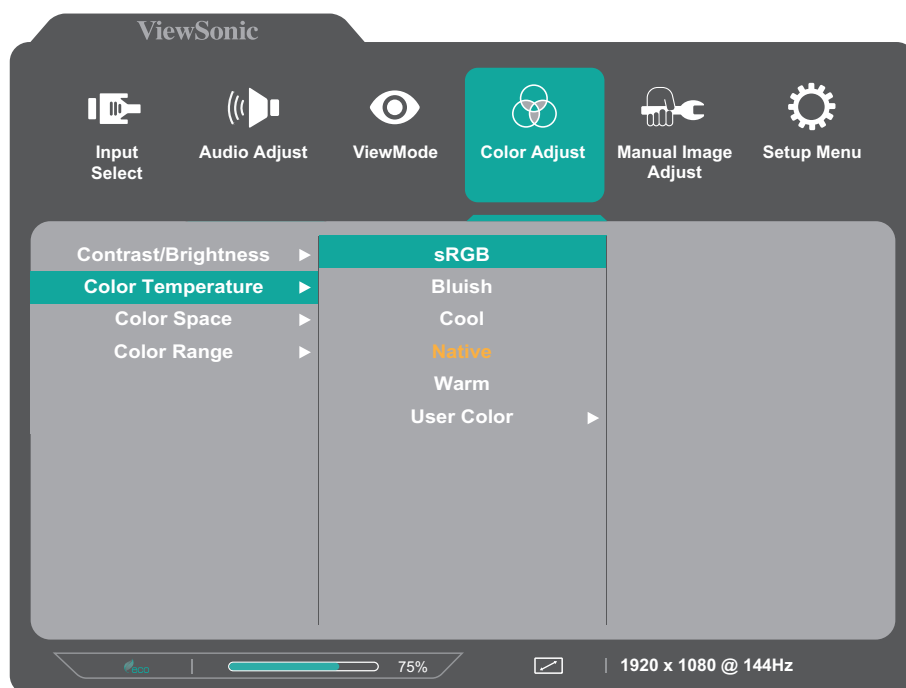 ViewSonic
Input
Select
Audio Adjust
ViewMode
Color Adjust
Manual Image
Adjust
Setup Menu
Contrast/Brightness
Color Temperature
Color Space
Color Range
sRGB
Bluish
Cool
Native
Warm
User Color
eco
75%
1920 x 1080 @ 144Hz